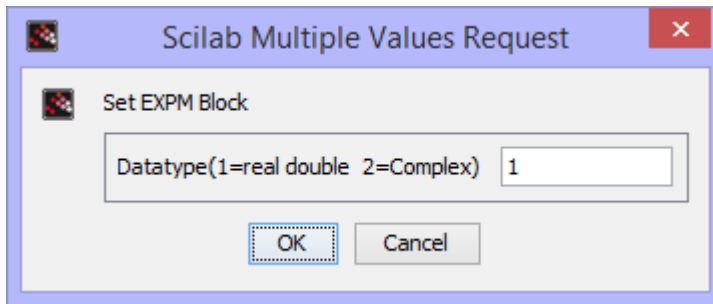 Scilab Multiple Values Request
Set EXPM Block
Datatype(1=real double  2=Complex) 1
OK Cancel